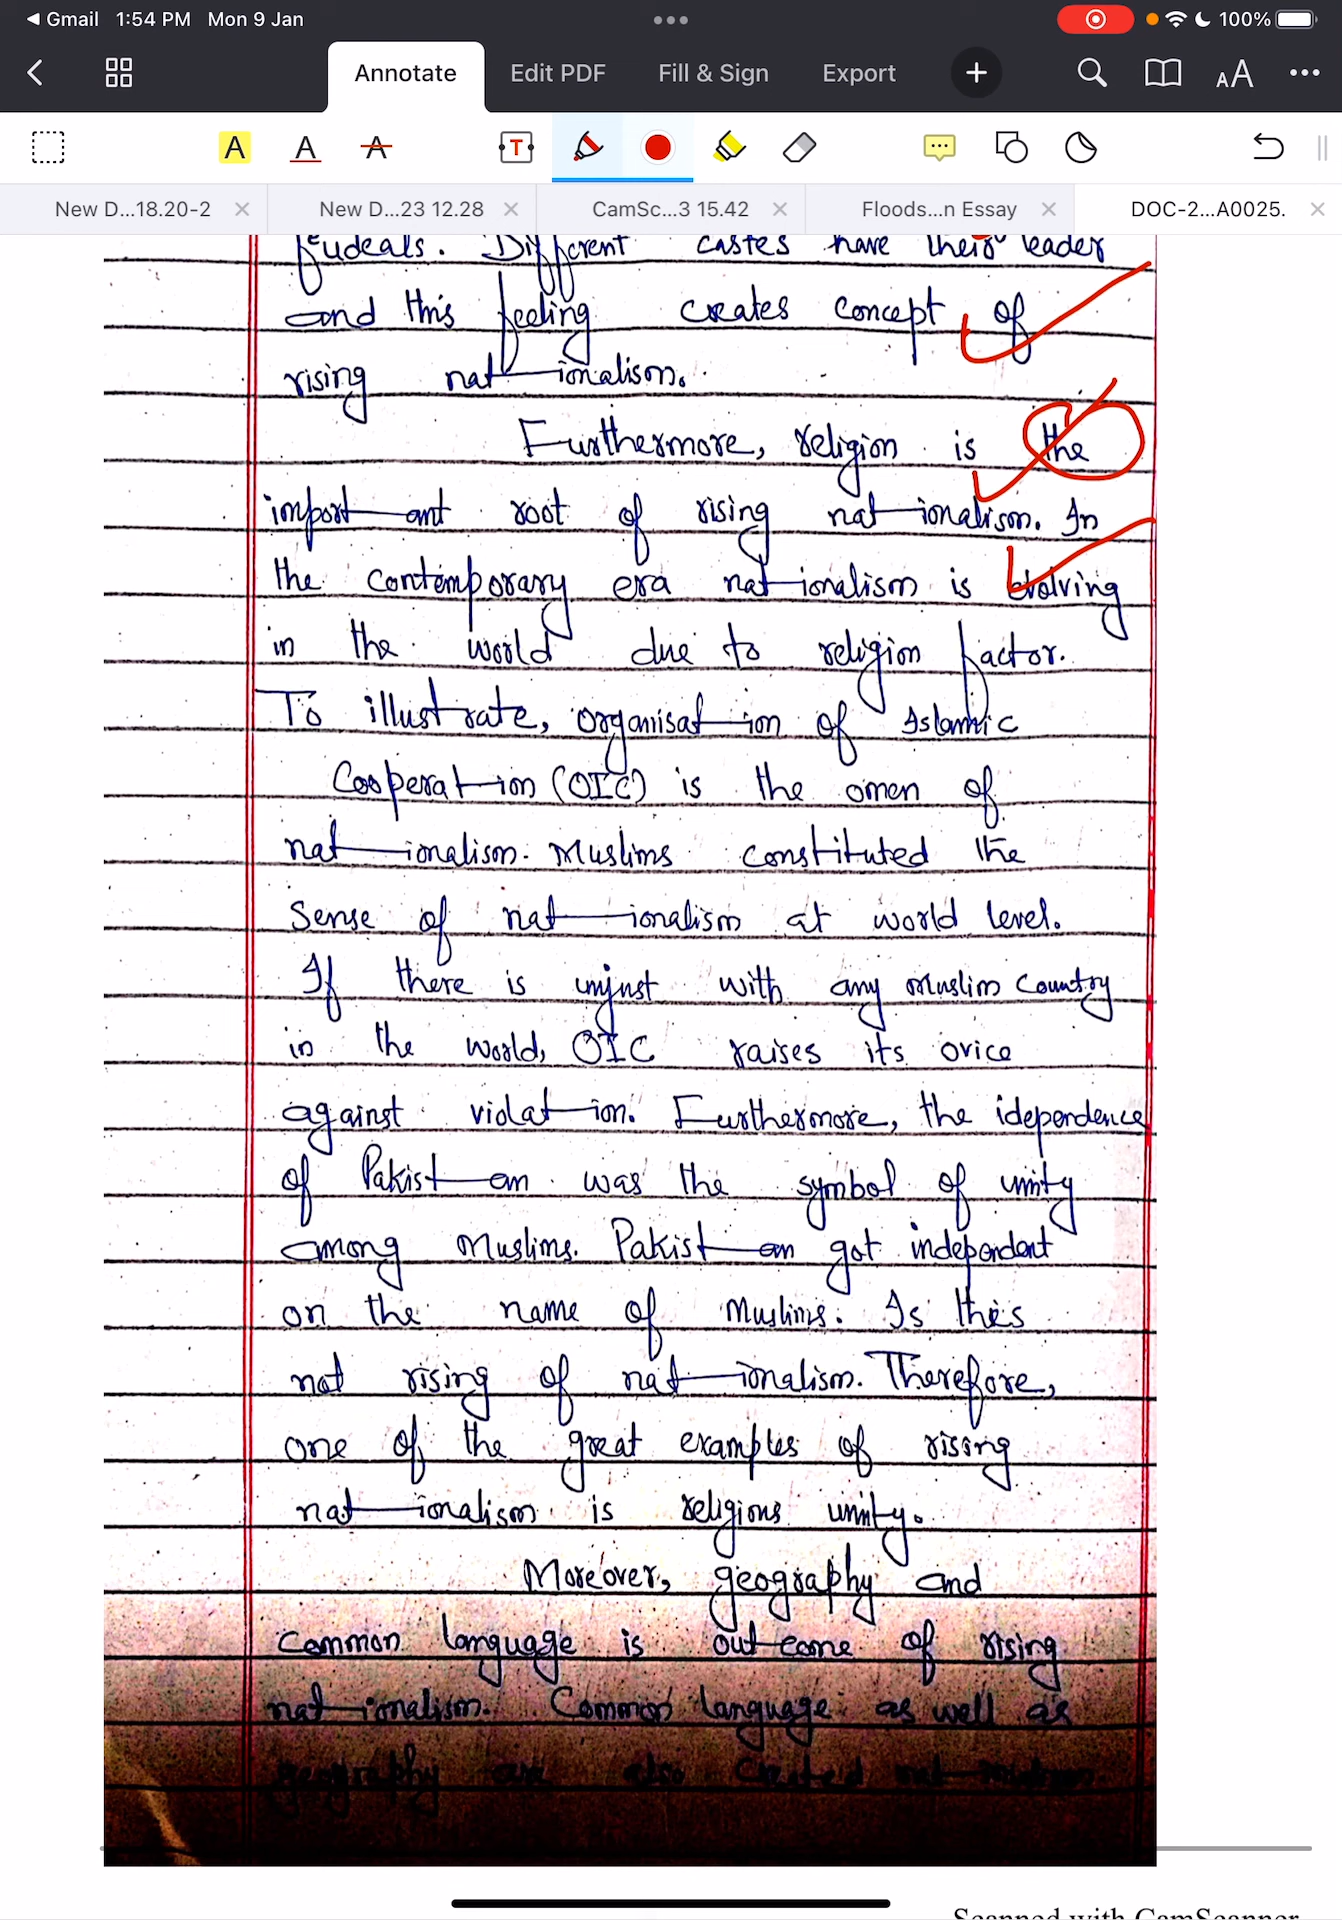 Gmail 1:54 PM Mon 9 Jan 100%
Annotate Edit PDF Fill & Sign Export
A A A T AA
New D...18.20-2 New D...23 12.28 CamSc...3 15.42 Floods...n Essay DOC-2...A0025.
fudeals. Different castes have their leader
and this feeling creates concept of
rising nationalism.
Furthermore, religion is the
important root of rising nationalism. In
the contemporary era nationalism is evolving
in the world due to religion factor.
To illustrate, organisation of Islamic
Cooperation (OIC) is the omen of
nationalism. Muslims constituted the
Sense of nationalism at world level.
If there is unjust with any muslim Country
in the world, OIC raises its ovice
against violation. Furthermore, the idependence
of Pakistan was the symbol of unity
among Muslims. Pakistan got independant
on the name of Muslims. Is this
not rising of nationalism. Therefore,
one of the great examples of rising
nationalism is religious unity.
Moreover, geography and
Common language is outcome of rising
nationalism. Common language as well as
geography are also created
Scanned with CamScanner